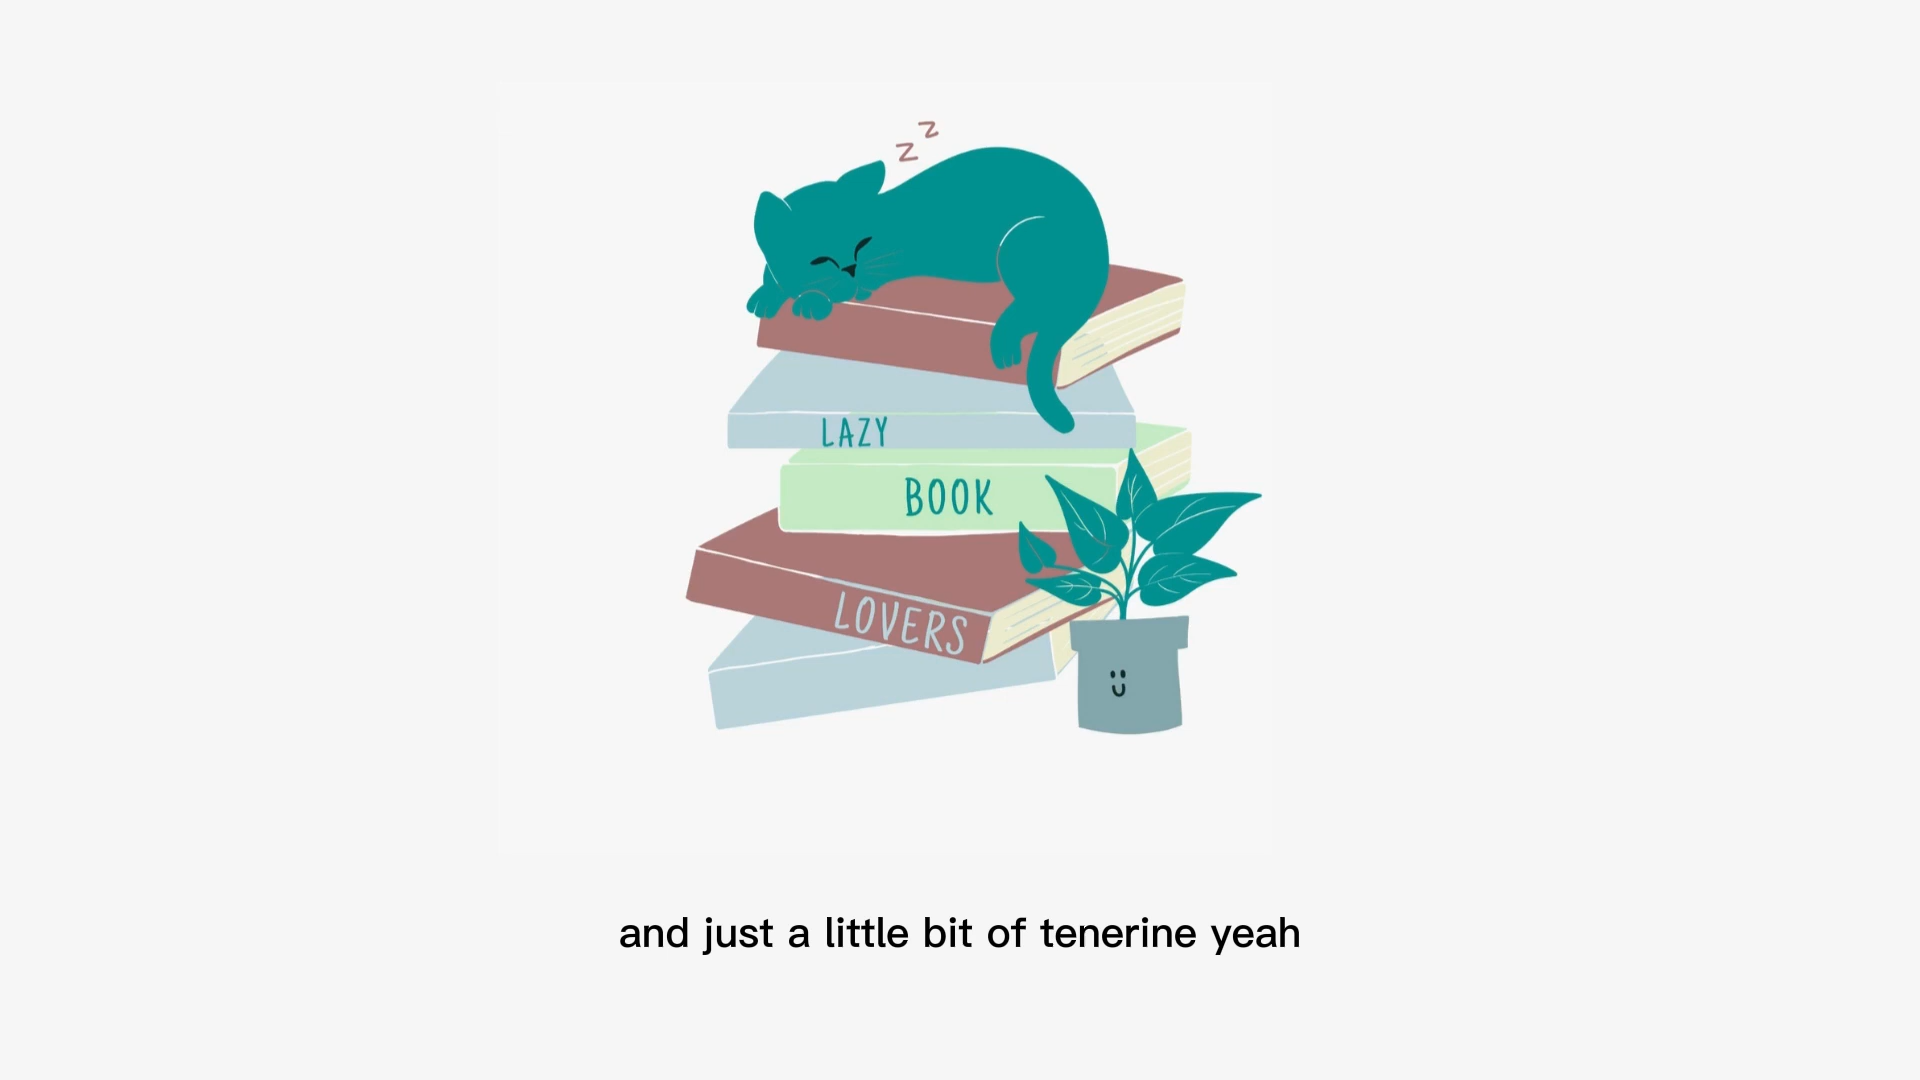 z
z
LAZY
BOOK
LOVERS
and just a little bit of tenerine yeah